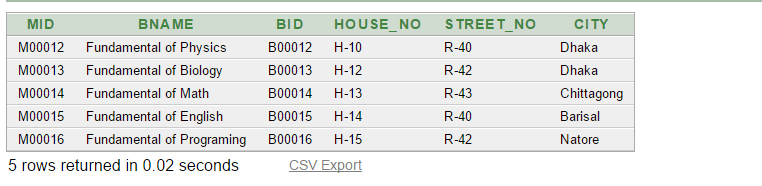 MID BNAME BID HOUSE_NO STREET_NO CITY
M00012 Fundamental of Physics B00012 H-10 R-40 Dhaka
M00013 Fundamental of Biology B00013 H-12 R-42 Dhaka
M00014 Fundamental of Math B00014 H-13 R-43 Chittagong
M00015 Fundamental of English B00015 H-14 R-40 Barisal
M00016 Fundamental of Programing B00016 H-15 R-42 Natore
5 rows returned in 0.02 seconds CSV Export